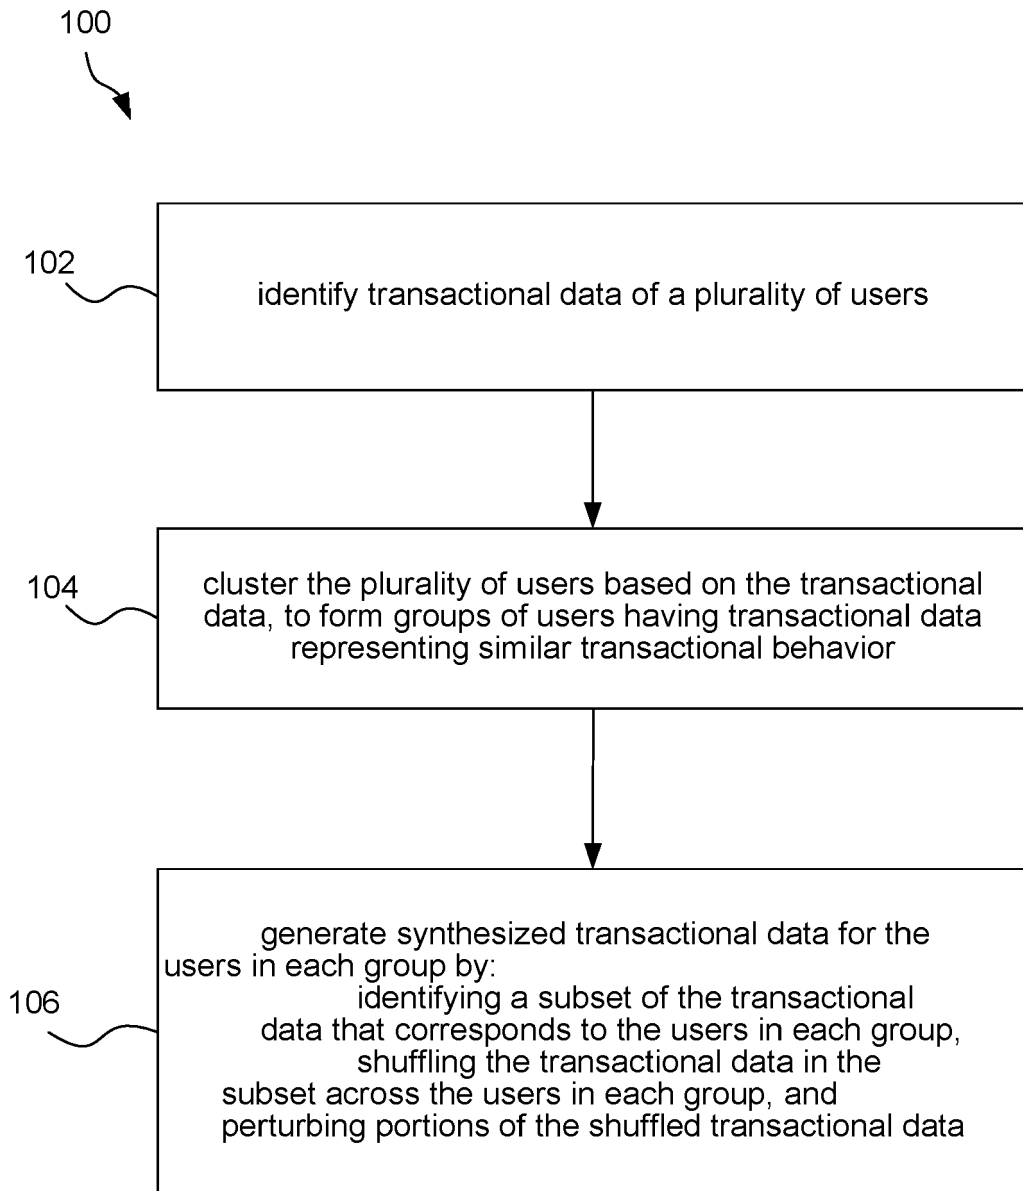 100
102
identify transactional data of a plurality of users
104
cluster the plurality of users based on the transactional
data, to form groups of users having transactional data
representing similar transactional behavior
106
generate synthesized transactional data for the
users in each group by:
identifying a subset of the transactional
data that corresponds to the users in each group,
shuffling the transactional data in the
subset across the users in each group, and
perturbing portions of the shuffled transactional data